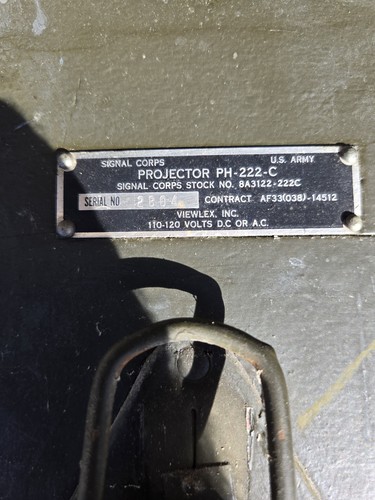 SIGNAL CORPS U.S. ARMY
PROJECTOR PH-222-C
SIGNAL CORPS STOCK NO. 8A3122-222C
SERIAL NO CONTRACT AF33(038)-14512
VIEWLEX, INC.
110-120 VOLTS D.C OR A.C.